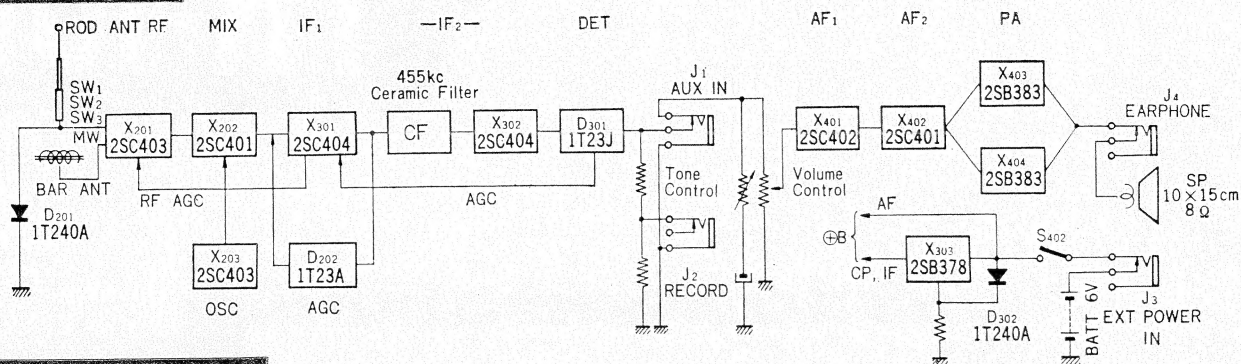 ROD ANT RF MIX IF₁ —IF₂— DET AF₁ AF₂ PA
SW₁
SW₂
SW₃
MW
BAR ANT
D201
1T240A
X201
2SC403
X202
2SC401
X301
2SC404
455kc
Ceramic Filter
CF
X302
2SC404
D301
1T23J
RF AGC
AGC
X203
2SC403
OSC
D202
1T23A
AGC
J₁
AUX IN
Tone
Control
Volume
Control
J₂
RECORD
X401
2SC402
X402
2SC401
X403
2SB383
X404
2SB383
J₄
EARPHONE
SP
10×15cm
8Ω
AF
⊕B
CP, IF
X303
2SB378
D302
1T240A
S402
BATT 6V
J₃
EXT POWER
IN